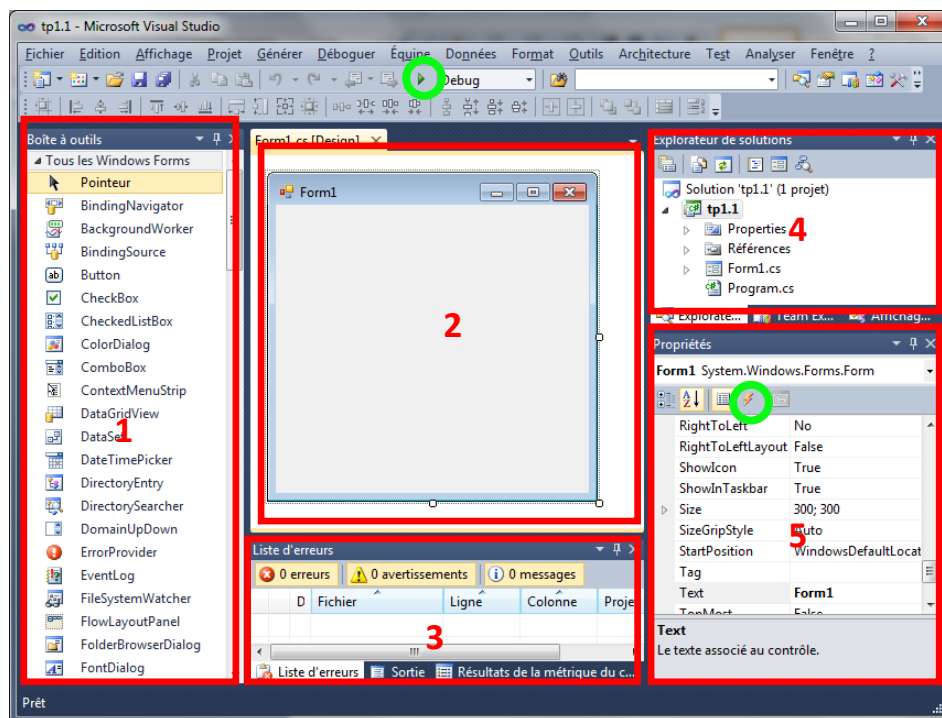 tp1.1 - Microsoft Visual Studio
Fichier Edition Affichage Projet Générer Déboguer Équipe Données Format Outils Architecture Test Analyser Fenêtre ?
Debug
Boîte à outils
Tous les Windows Forms
Pointeur
BindingNavigator
BackgroundWorker
BindingSource
Button
CheckBox
CheckedListBox
ColorDialog
ComboBox
ContextMenuStrip
DataGridView
DataSet
1
DateTimePicker
DirectoryEntry
DirectorySearcher
DomainUpDown
ErrorProvider
EventLog
FileSystemWatcher
FlowLayoutPanel
FolderBrowserDialog
FontDialog
Form1.cs [Design]
Form1
2
Liste d'erreurs
0 erreurs 0 avertissements 0 messages
D Fichier Ligne Colonne Proje
3
Liste d'erreurs Sortie Résultats de la métrique du c...
Explorateur de solutions
Solution 'tp1.1' (1 projet)
tp1.1
Properties
4
Références
Form1.cs
Program.cs
Explorate... Team Ex... Affichag...
Propriétés
Form1 System.Windows.Forms.Form
RightToLeft No
RightToLeftLayout False
ShowIcon True
ShowInTaskbar True
Size 300; 300
SizeGripStyle Auto
5
StartPosition WindowsDefaultLocat
Tag
Text Form1
TopMost False
Text
Le texte associé au contrôle.
Prêt